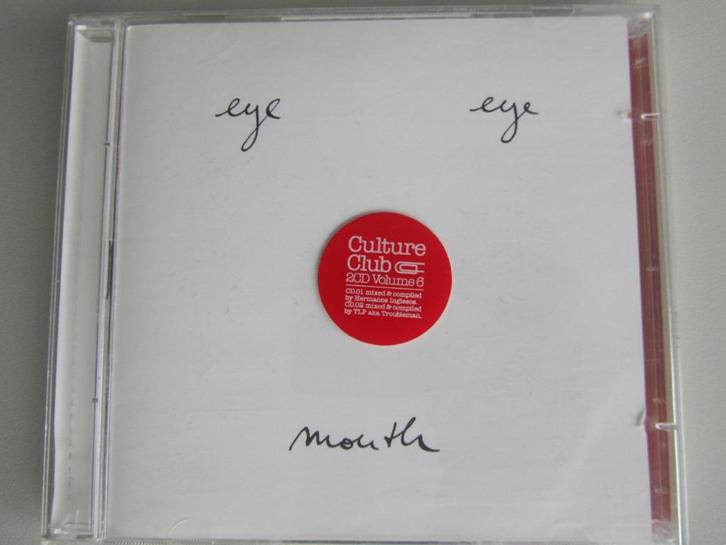 eye eye
Culture
Club
2CD Volume 6
CD.01 mixed & compiled
by Hermanos Inglesos.
CD.02 mixed & compiled
by TLP aka Troubleman.
mouth